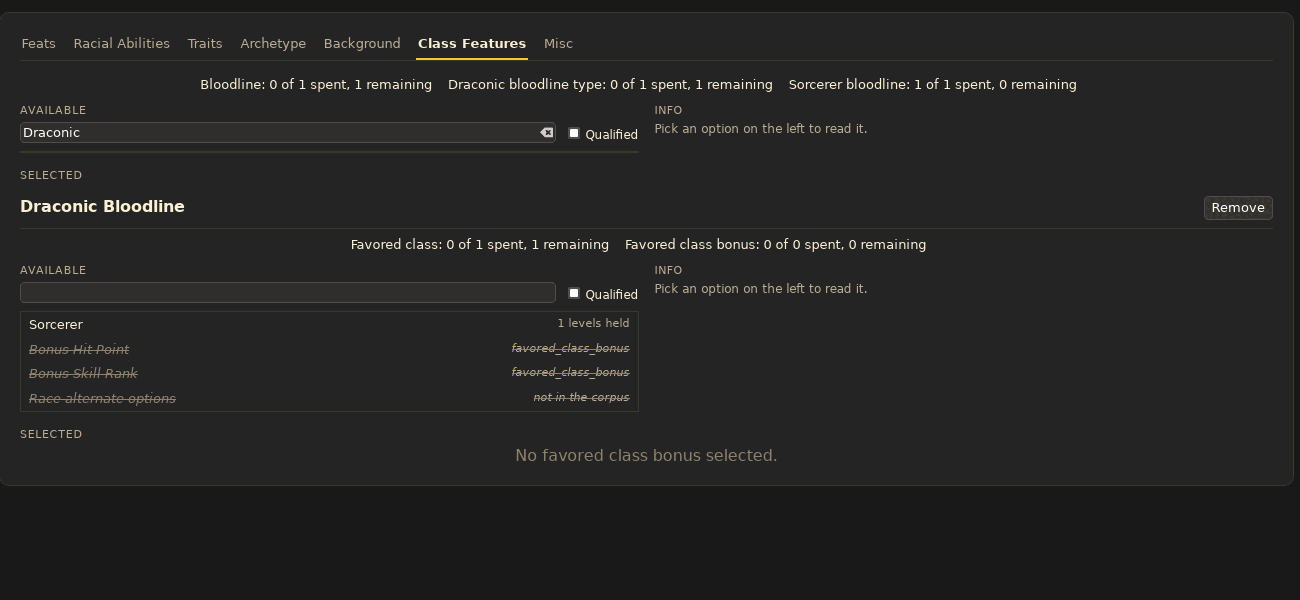 Feats Racial Abilities Traits Archetype Background Class Features Misc
Bloodline: 0 of 1 spent, 1 remaining Draconic bloodline type: 0 of 1 spent, 1 remaining Sorcerer bloodline: 1 of 1 spent, 0 remaining
AVAILABLE
Draconic
Qualified
INFO
Pick an option on the left to read it.
SELECTED
Draconic Bloodline
Remove
Favored class: 0 of 1 spent, 1 remaining Favored class bonus: 0 of 0 spent, 0 remaining
AVAILABLE
Qualified
INFO
Pick an option on the left to read it.
Sorcerer 1 levels held
Bonus Hit Point favored_class_bonus
Bonus Skill Rank favored_class_bonus
Race alternate options not in the corpus
SELECTED
No favored class bonus selected.